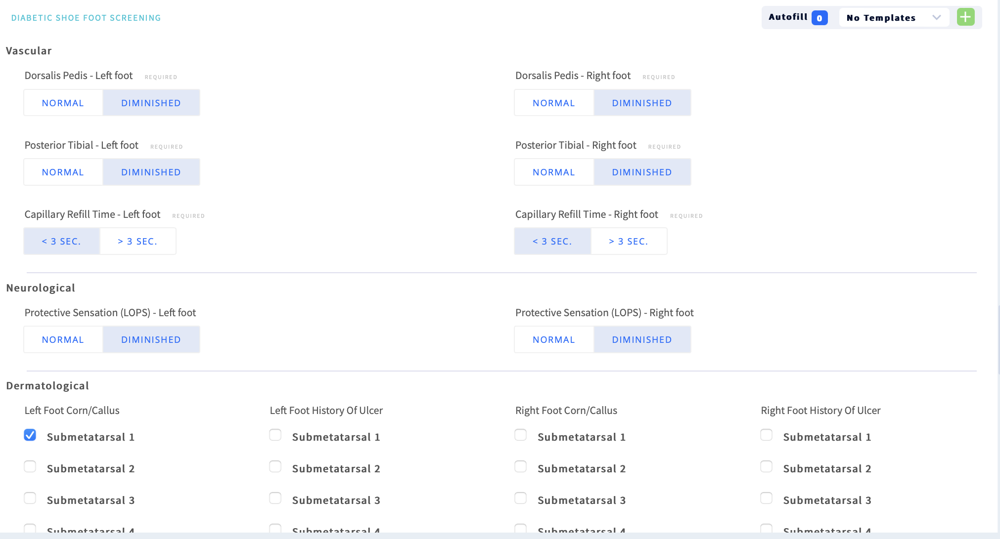 DIABETIC SHOE FOOT SCREENING
Autofill 0 No Templates
Vascular
Dorsalis Pedis - Left foot REQUIRED
Dorsalis Pedis - Right foot REQUIRED
NORMAL DIMINISHED
NORMAL DIMINISHED
Posterior Tibial - Left foot REQUIRED
Posterior Tibial - Right foot REQUIRED
NORMAL DIMINISHED
NORMAL DIMINISHED
Capillary Refill Time - Left foot REQUIRED
Capillary Refill Time - Right foot REQUIRED
< 3 SEC. > 3 SEC.
< 3 SEC. > 3 SEC.
Neurological
Protective Sensation (LOPS) - Left foot
Protective Sensation (LOPS) - Right foot
NORMAL DIMINISHED
NORMAL DIMINISHED
Dermatological
Left Foot Corn/Callus
Left Foot History Of Ulcer
Right Foot Corn/Callus
Right Foot History Of Ulcer
Submetatarsal 1
Submetatarsal 1
Submetatarsal 1
Submetatarsal 1
Submetatarsal 2
Submetatarsal 2
Submetatarsal 2
Submetatarsal 2
Submetatarsal 3
Submetatarsal 3
Submetatarsal 3
Submetatarsal 3
Submetatarsal 4
Submetatarsal 4
Submetatarsal 4
Submetatarsal 4